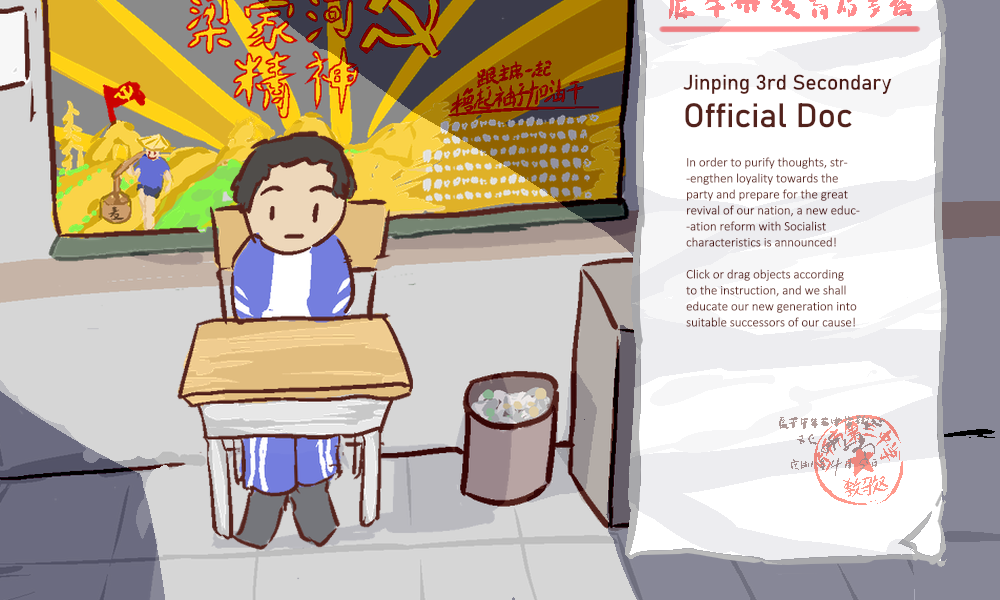 梁家河
精神
跟主席一起
撸起袖子加油干
Jinping 3rd Secondary
Official Doc
In order to purify thoughts, str-
-engthen loyality towards the
party and prepare for the great
revival of our nation, a new educ-
-ation reform with Socialist
characteristics is announced!
Click or drag objects according
to the instruction, and we shall
educate our new generation into
suitable successors of our cause!